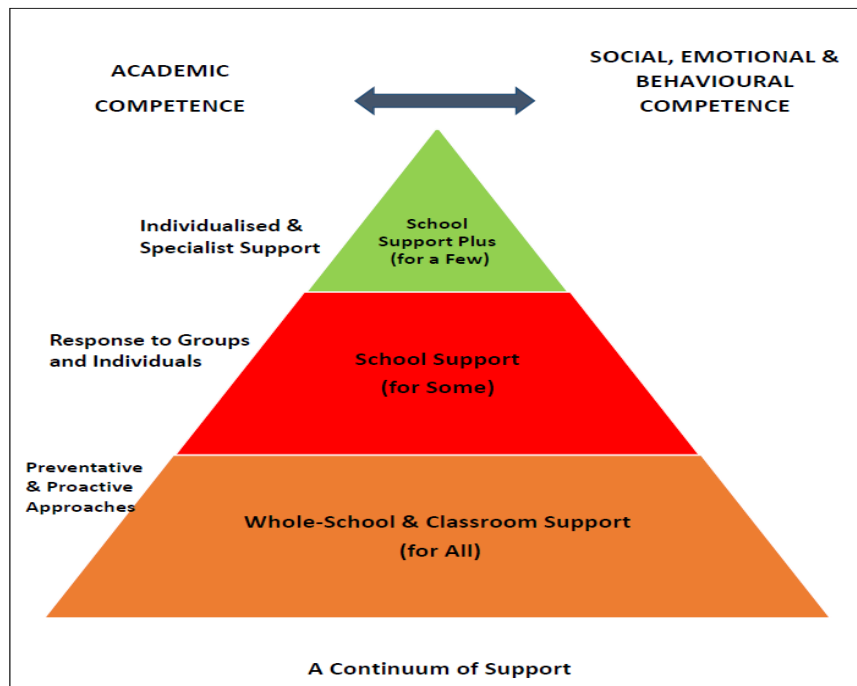 ACADEMIC
COMPETENCE
SOCIAL, EMOTIONAL &
BEHAVIOURAL
COMPETENCE
Individualised &
Specialist Support
School
Support Plus
(for a Few)
Response to Groups
and Individuals
School Support
(for Some)
Preventative
& Proactive
Approaches
Whole-School & Classroom Support
(for All)
A Continuum of Support